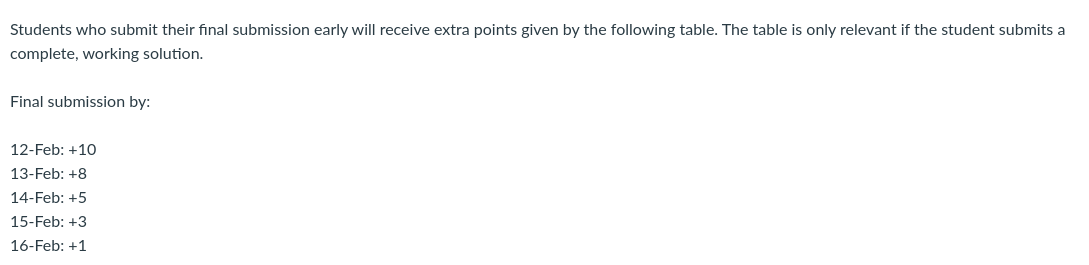 Students who submit their final submission early will receive extra points given by the following table. The table is only relevant if the student submits a
complete, working solution.
Final submission by:
12-Feb: +10
13-Feb: +8
14-Feb: +5
15-Feb: +3
16-Feb: +1